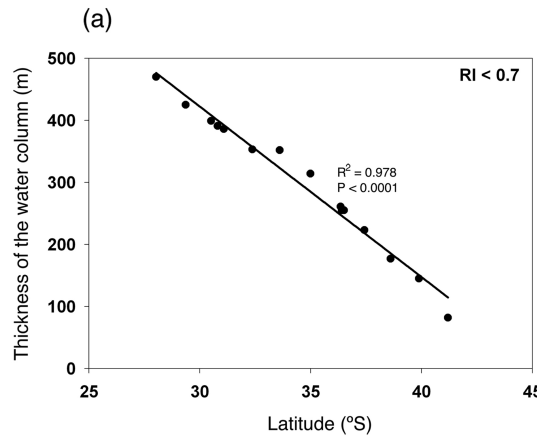 (a)
500
400
300
200
100
0
Thickness of the water column (m)
RI < 0.7
R² = 0.978
P < 0.0001
25 30 35 40 45
Latitude (ºS)